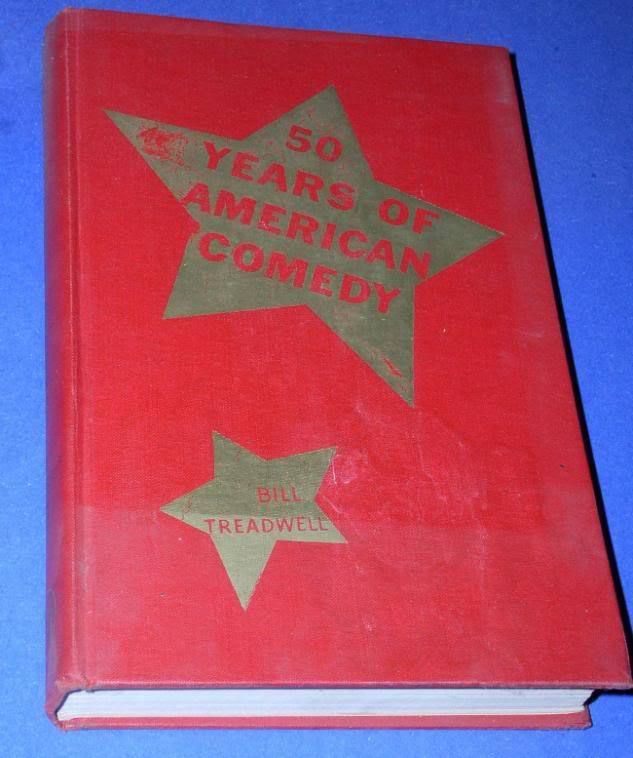 50
YEARS OF
AMERICAN
COMEDY
BILL
TREADWELL